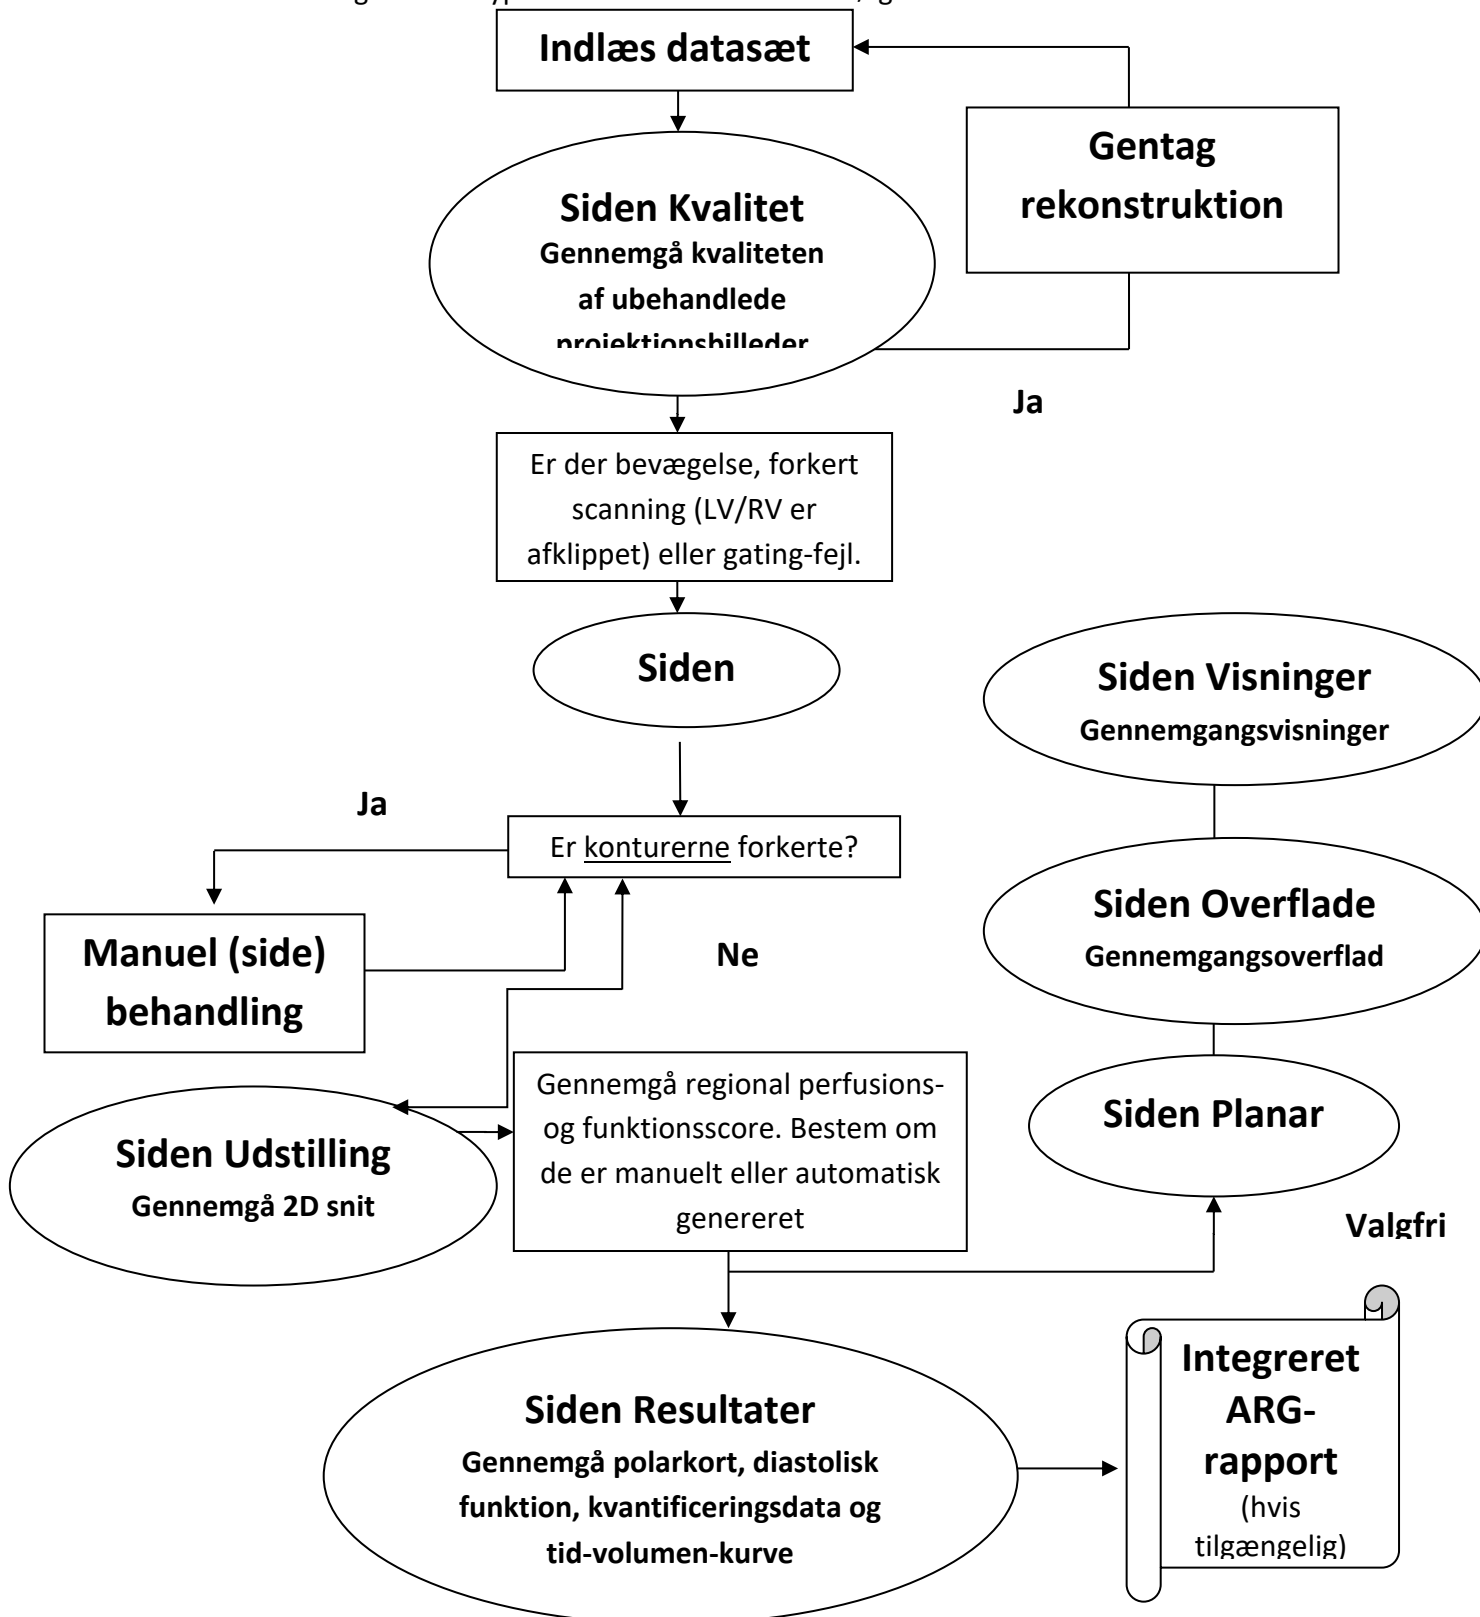 Indlæs datasæt
Gentag
rekonstruktion
Siden Kvalitet
Gennemgå kvaliteten
af ubehandlede
projektionsbilleder
Ja
Er der bevægelse, forkert
scanning (LV/RV er
afklippet) eller gating-fejl.
Siden
Siden Visninger
Gennemgangsvisninger
Ja
Er konturerne forkerte?
Siden Overflade
Gennemgangsoverflad
Manuel (side)
behandling
Ne
Gennemgå regional perfusions-
og funktionsscore. Bestem om
de er manuelt eller automatisk
genereret
Siden Planar
Siden Udstilling
Gennemgå 2D snit
Valgfri
Integreret
ARG-
rapport
(hvis
tilgængelig)
Siden Resultater
Gennemgå polarkort, diastolisk
funktion, kvantificeringsdata og
tid-volumen-kurve